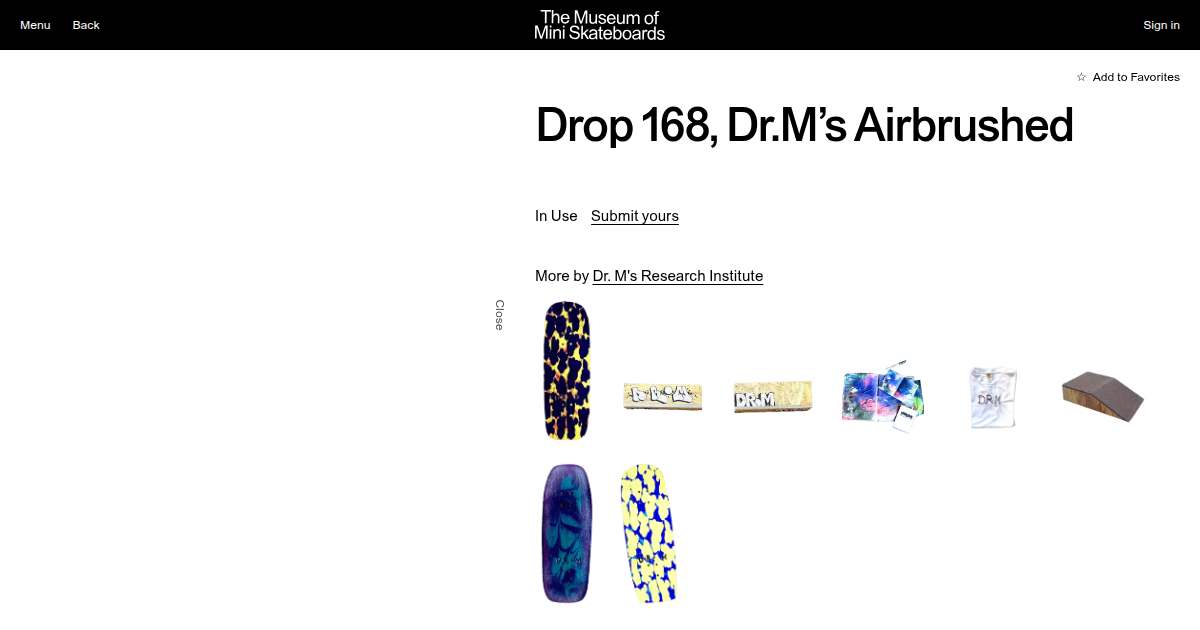 Menu Back
The Museum of
Mini Skateboards
Sign in
☆ Add to Favorites
Drop 168, Dr.M’s Airbrushed
In Use Submit yours
More by Dr. M's Research Institute
Close
DR.M
DR.M